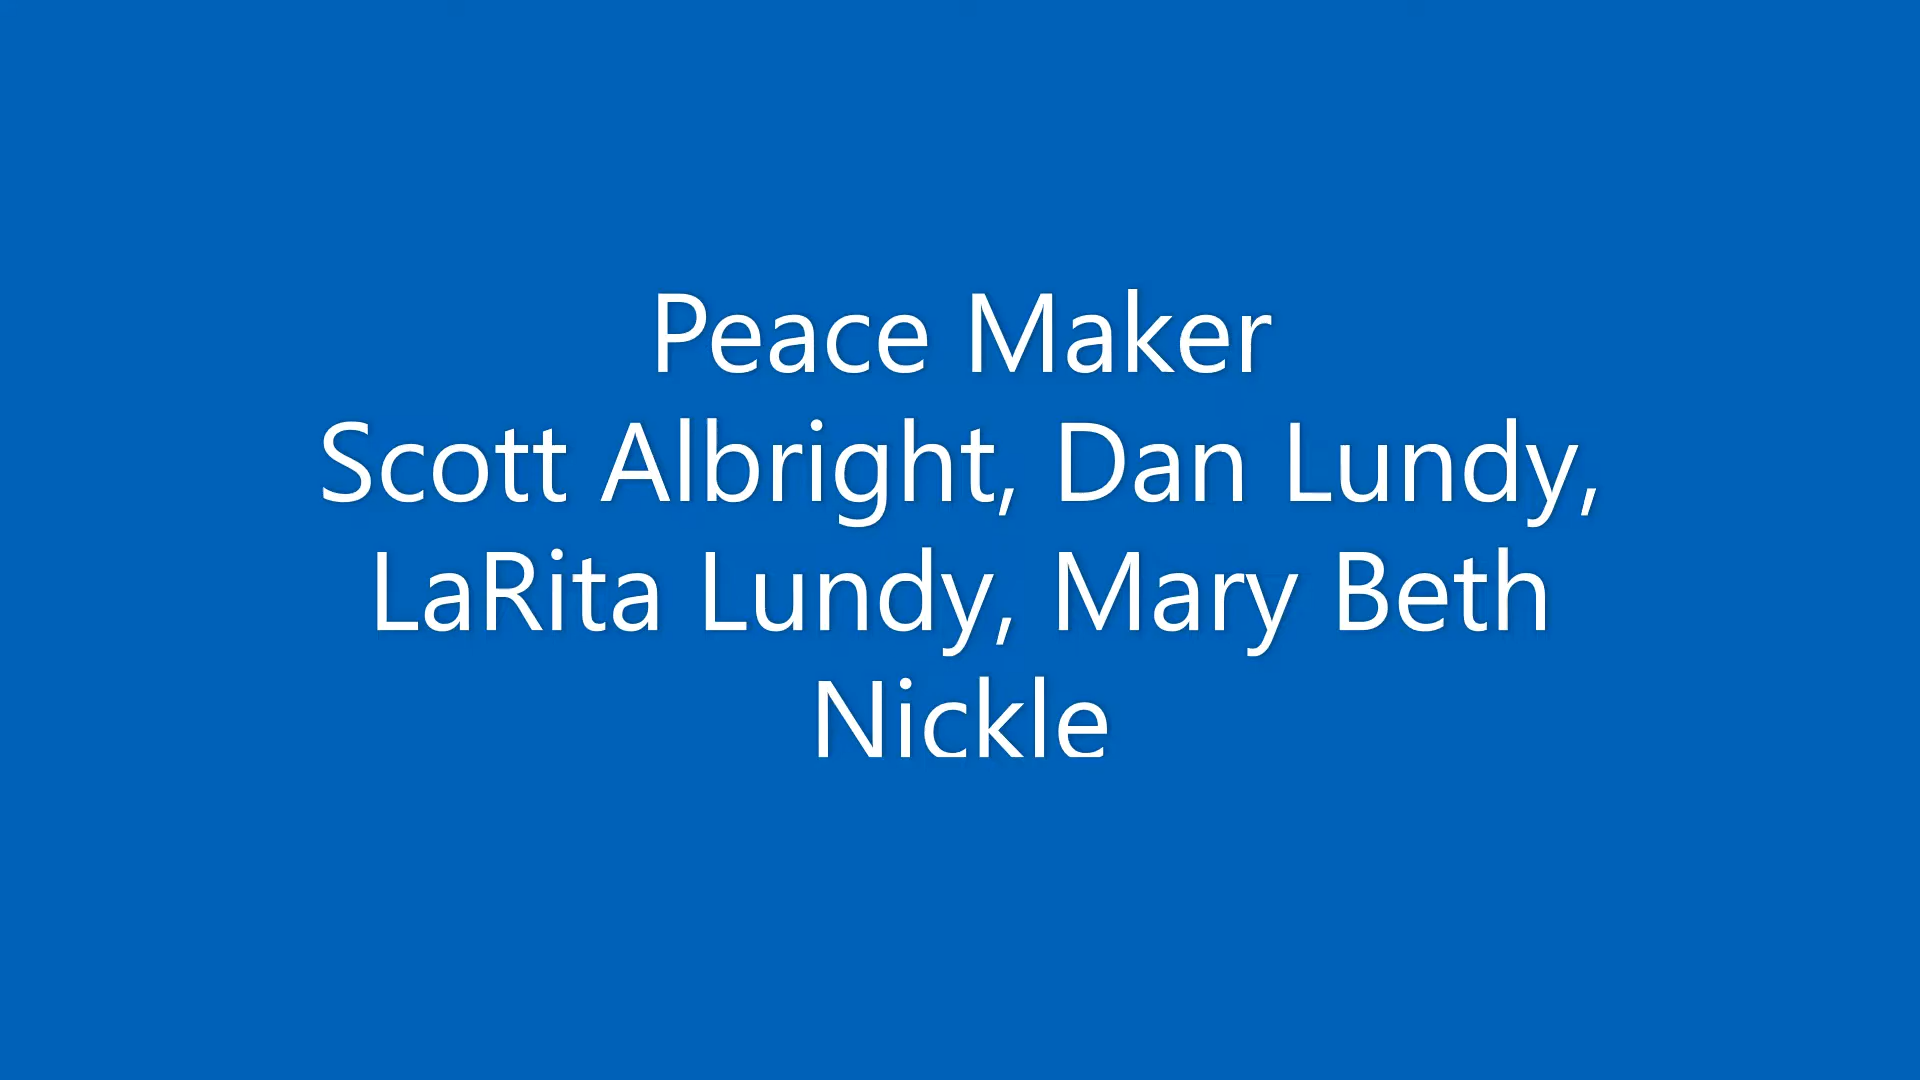 Peace Maker
Scott Albright, Dan Lundy,
LaRita Lundy, Mary Beth
Nickle